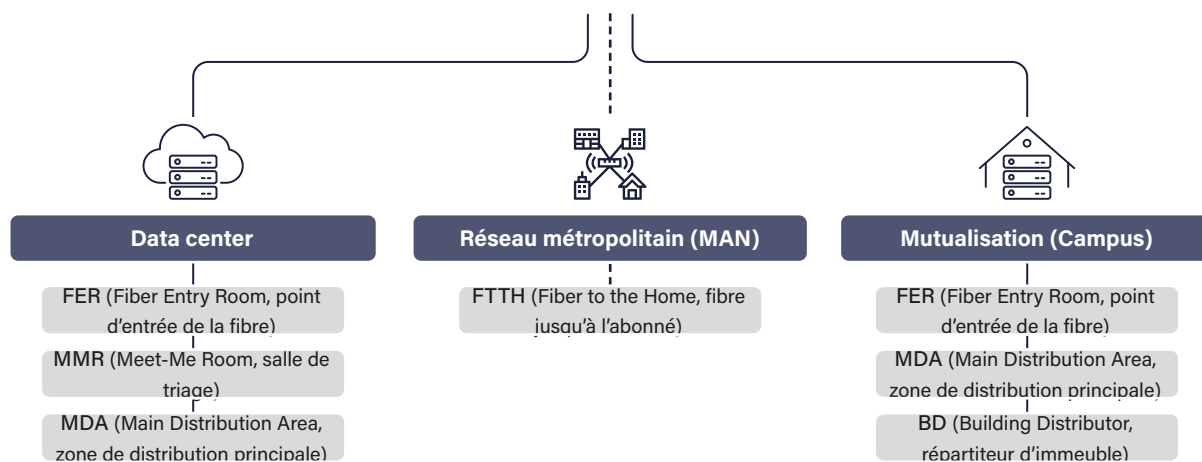 Data center
FER (Fiber Entry Room, point
d’entrée de la fibre)
MMR (Meet-Me Room, salle de
triage)
MDA (Main Distribution Area,
zone de distribution principale)
Réseau métropolitain (MAN)
FTTH (Fiber to the Home, fibre
jusqu’à l’abonné)
Mutualisation (Campus)
FER (Fiber Entry Room, point
d’entrée de la fibre)
MDA (Main Distribution Area,
zone de distribution principale)
BD (Building Distributor,
répartiteur d’immeuble)